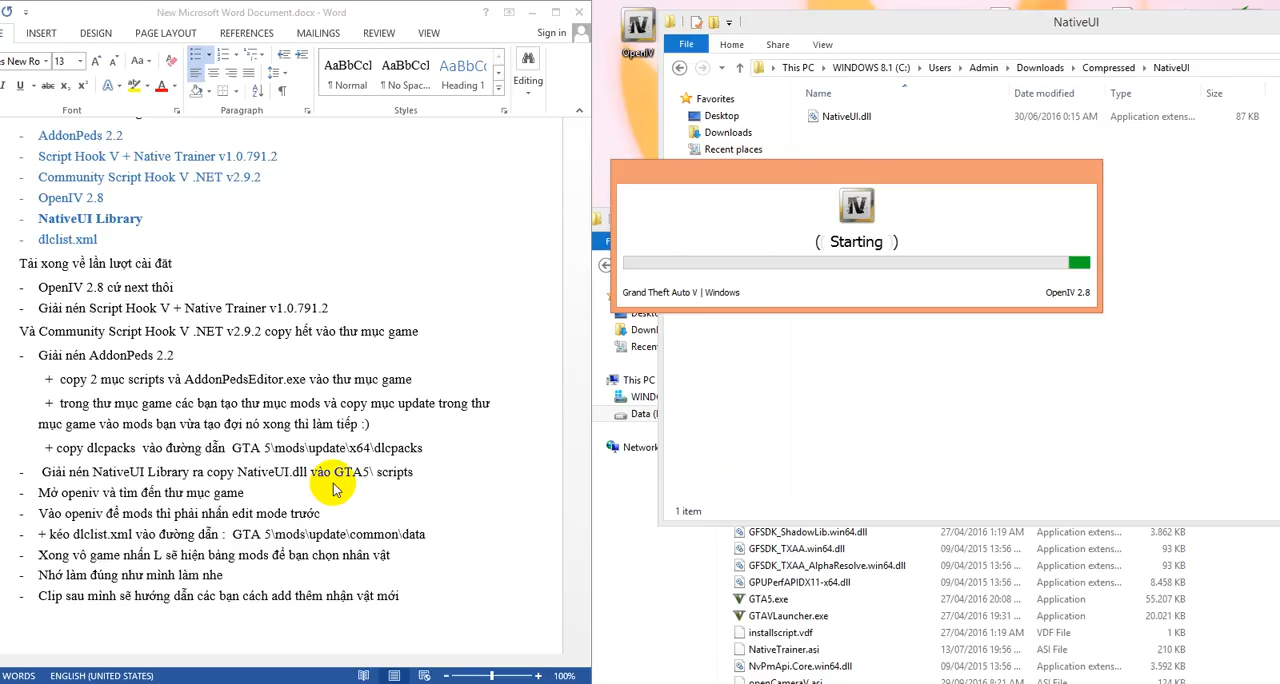 New Microsoft Word Document.docx - Word
INSERT DESIGN PAGE LAYOUT REFERENCES MAILINGS REVIEW VIEW Sign in
13 Aa
AaBbCcI AaBbCcI AaBbCc
¶ Normal ¶ No Spac... Heading 1
Editing
Font Paragraph Styles
- AddonPeds 2.2
- Script Hook V + Native Trainer v1.0.791.2
- Community Script Hook V .NET v2.9.2
- OpenIV 2.8
- NativeUI Library
- dlclist.xml
Tải xong về lần lượt cài đăt
- OpenIV 2.8 cứ next thôi
- Giải nén Script Hook V + Native Trainer v1.0.791.2
Và Community Script Hook V .NET v2.9.2 copy hết vào thư mục game
- Giải nén AddonPeds 2.2
+ copy 2 mục scripts và AddonPedsEditor.exe vào thư mục game
+ trong thư mục game các bạn tạo thư mục mods và copy mục update trong thư
mục game vào mods bạn vừa tạo đợi nó xong thì làm tiếp :)
+ copy dlcpacks vào đường dẫn GTA 5\mods\update\x64\dlcpacks
- Giải nén NativeUI Library ra copy NativeUI.dll vào GTA5\ scripts
- Mở openiv và tìm đến thư mục game
- Vào openiv để mods thì phải nhấn edit mode trước
- + kéo dlclist.xml vào đường dẫn : GTA 5\mods\update\common\data
- Xong vô game nhấn L sẽ hiện bảng mods để bạn chọn nhân vật
- Nhớ làm đúng như mình làm nhe
- Clip sau mình sẽ hướng dẫn các bạn cách add thêm nhận vật mới
WORDS ENGLISH (UNITED STATES) 100%
OpenIV
NativeUI
File Home Share View
This PC WINDOWS 8.1 (C:) Users Admin Downloads Compressed NativeUI
Favorites
Desktop
Downloads
Recent places
Name Date modified Type Size
NativeUI.dll 30/06/2016 0:15 AM Application extens... 87 KB
( Starting )
Grand Theft Auto V | Windows OpenIV 2.8
This PC
Data (
Network
1 item
GFSDK_ShadowLib.win64.dll 27/04/2016 1:19 AM Application extens... 3.862 KB
GFSDK_TXAA.win64.dll 09/04/2015 13:56 ... Application extens... 93 KB
GFSDK_TXAA_AlphaResolve.win64.dll 09/04/2015 13:56 ... Application extens... 93 KB
GPUPerfAPIDX11-x64.dll 09/04/2015 13:56 ... Application extens... 8.458 KB
GTA5.exe 27/04/2016 20:08 ... Application 55.207 KB
GTAVLauncher.exe 27/04/2016 19:31 ... Application 20.021 KB
installscript.vdf 27/04/2016 1:19 AM VDF File 1 KB
NativeTrainer.asi 13/07/2016 19:56 ... ASI File 210 KB
NvPmApi.Core.win64.dll 09/04/2015 13:56 ... Application extens... 3.592 KB
openCameraV.asi 29/09/2016 8:21 AM ASI File 124 KB